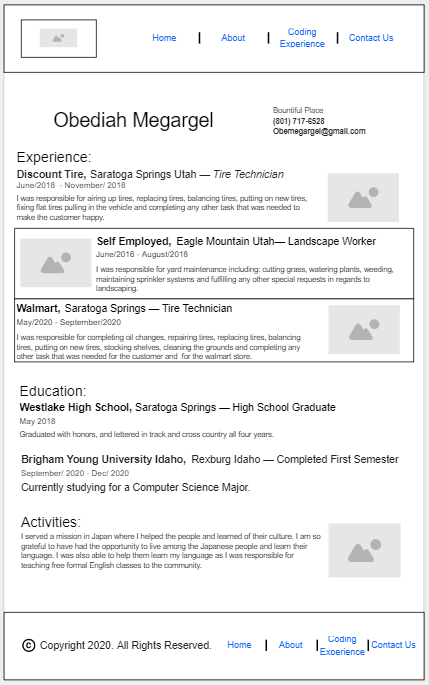 Home | About | Coding Experience | Contact Us
Obediah Megargel
Bountiful Place
(801) 717-6528
Obemegargel@gmail.com
Experience:
Discount Tire, Saratoga Springs Utah — Tire Technician
June/2018 - November/ 2018
I was responsible for airing up tires, replacing tires, balancing tires, putting on new tires,
fixing flat tires pulling in the vehicle and completing any other task that was needed to
make the customer happy.
Self Employed, Eagle Mountain Utah— Landscape Worker
June/2016 - August/2018
I was responsible for yard maintenance including: cutting grass, watering plants, weeding,
maintaining sprinkler systems and fulfilling any other special requests in regards to
landscaping.
Walmart, Saratoga Springs — Tire Technician
May/2020 - September/2020
I was responsible for completing oil changes, repairing tires, replacing tires, balancing
tires, putting on new tires, stocking shelves, cleaning the grounds and completing any
other task that was needed for the customer and for the walmart store.
Education:
Westlake High School, Saratoga Springs — High School Graduate
May 2018
Graduated with honors, and lettered in track and cross country all four years.
Brigham Young University Idaho, Rexburg Idaho — Completed First Semester
September/ 2020 - Dec/ 2020
Currently studying for a Computer Science Major.
Activities:
I served a mission in Japan where I helped the people and learned of their culture. I am so
grateful to have had the opportunity to live among the Japanese people and learn their
language. I was also able to help them learn my language as I was responsible for
teaching free formal English classes to the community.
© Copyright 2020. All Rights Reserved. Home | About | Coding Experience | Contact Us